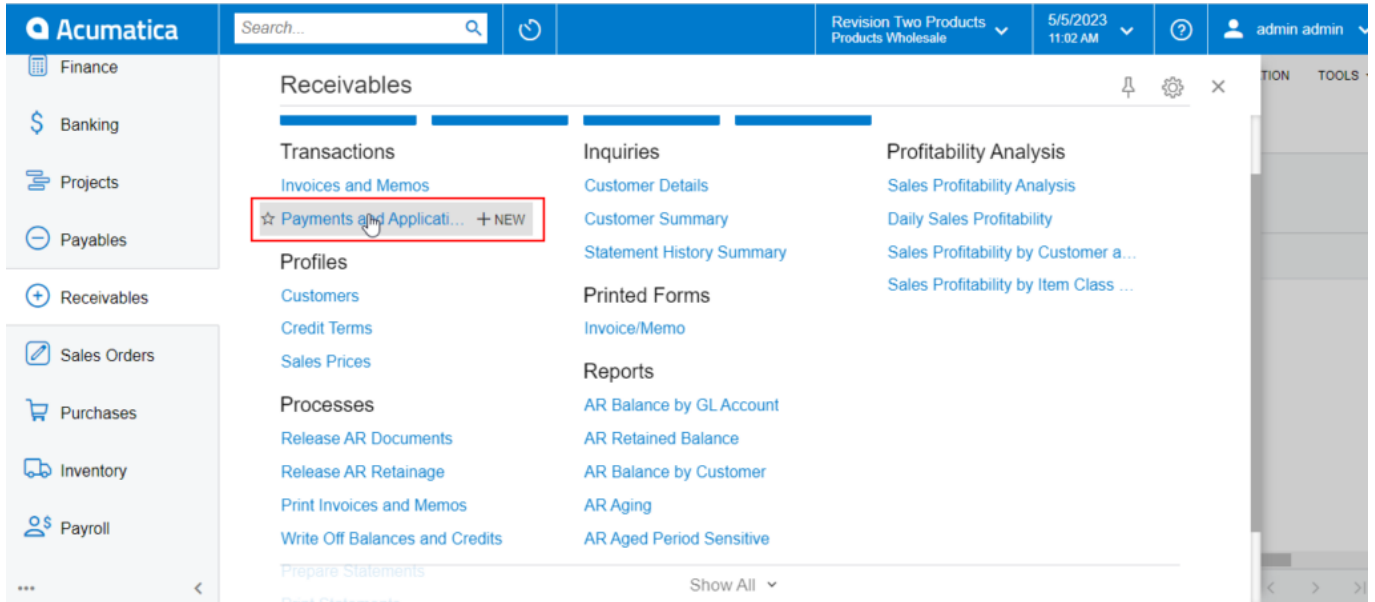 Acumatica
Search...
Revision Two Products
Products Wholesale
5/5/2023
11:02 AM
admin admin
Finance
Banking
Projects
Payables
Receivables
Sales Orders
Purchases
Inventory
Payroll
Receivables
TION TOOLS
Transactions
Invoices and Memos
Payments and Applicati... + NEW
Profiles
Customers
Credit Terms
Sales Prices
Processes
Release AR Documents
Release AR Retainage
Print Invoices and Memos
Write Off Balances and Credits
Prepare Statements
Print Statements
Inquiries
Customer Details
Customer Summary
Statement History Summary
Printed Forms
Invoice/Memo
Reports
AR Balance by GL Account
AR Retained Balance
AR Balance by Customer
AR Aging
AR Aged Period Sensitive
Profitability Analysis
Sales Profitability Analysis
Daily Sales Profitability
Sales Profitability by Customer a...
Sales Profitability by Item Class ...
Show All